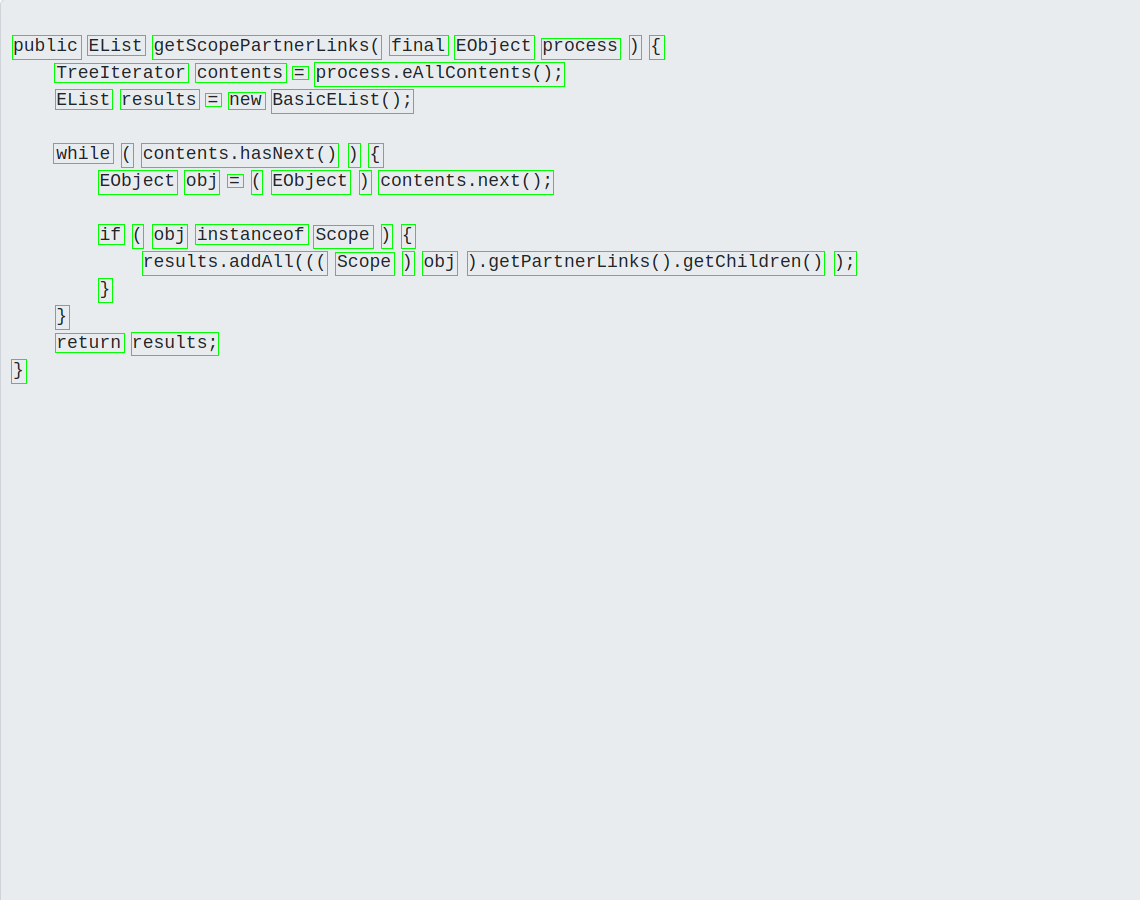 public EList getScopePartnerLinks( final EObject process ) {
    TreeIterator contents = process.eAllContents();
    EList results = new BasicEList();

    while ( contents.hasNext() ) {
        EObject obj = ( EObject ) contents.next();

        if ( obj instanceof Scope ) {
            results.addAll((( Scope ) obj ).getPartnerLinks().getChildren() );
        }
    }
    return results;
}